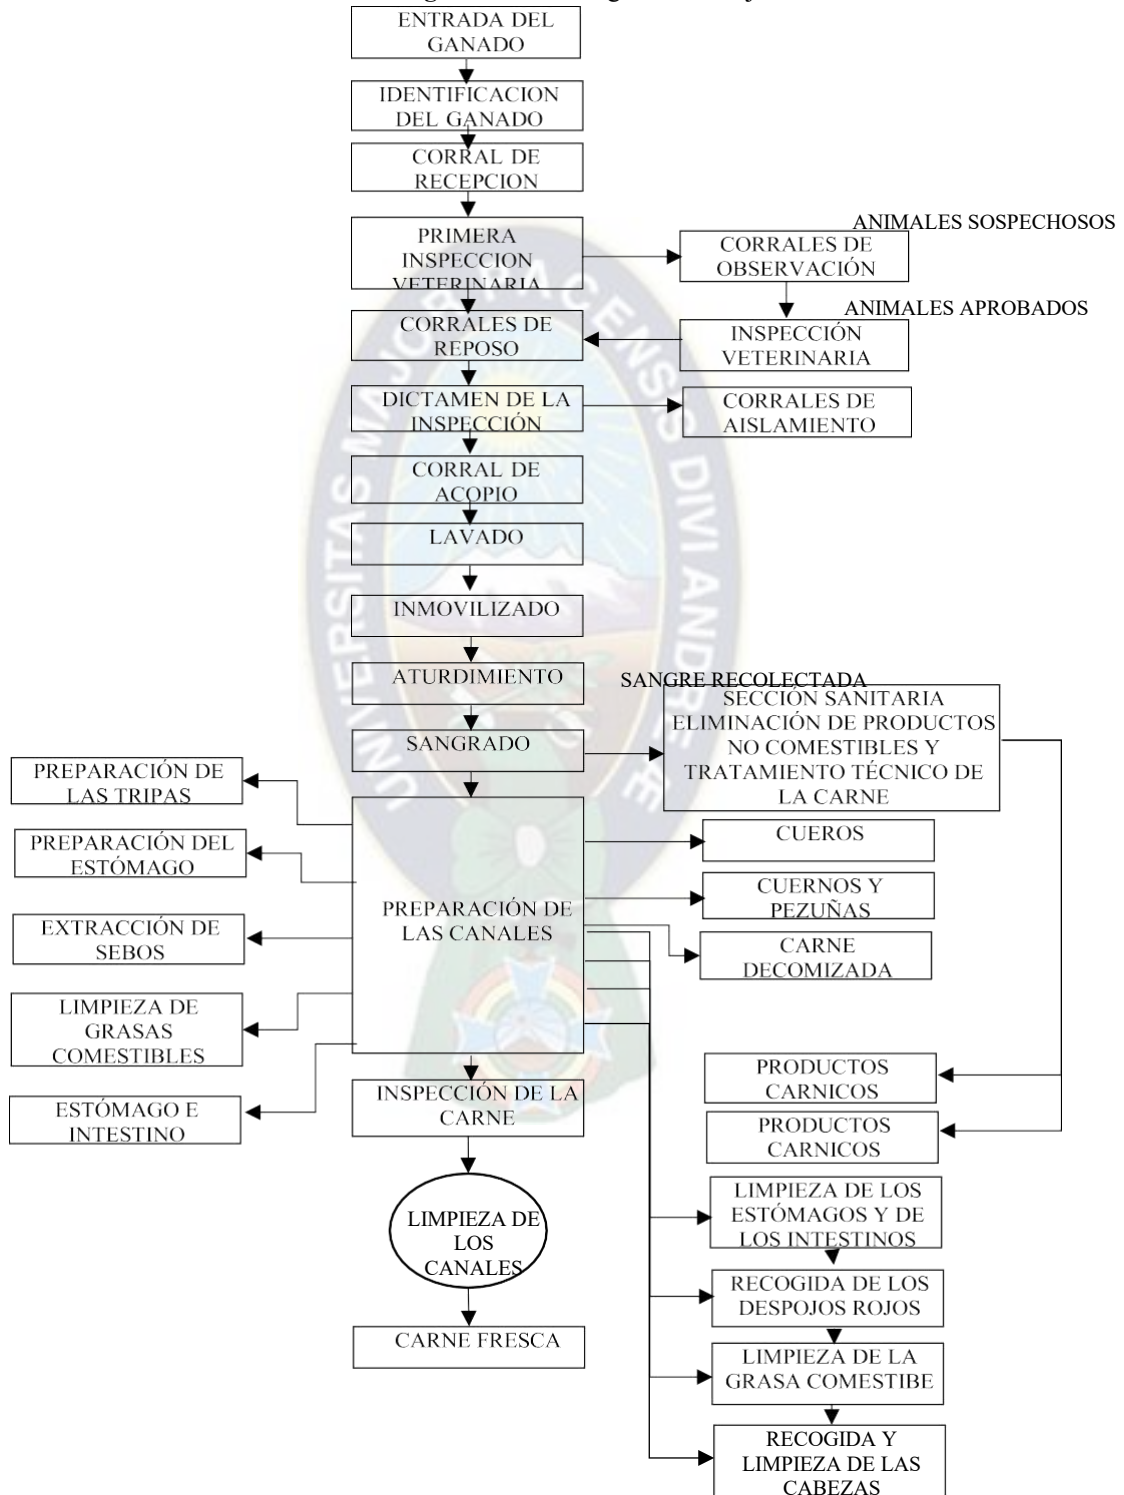 ENTRADA DEL
GANADO
IDENTIFICACION
DEL GANADO
CORRAL DE
RECEPCION
PRIMERA
INSPECCION
VETERINARIA
ANIMALES SOSPECHOSOS
CORRALES DE
OBSERVACIÓN
ANIMALES APROBADOS
CORRALES DE
REPOSO
INSPECCIÓN
VETERINARIA
DICTAMEN DE LA
INSPECCIÓN
CORRALES DE
AISLAMIENTO
CORRAL DE
ACOPIO
LAVADO
INMOVILIZADO
ATURDIMIENTO
SANGRE RECOLECTADA
SANGRADO
SECCIÓN SANITARIA
ELIMINACIÓN DE PRODUCTOS
NO COMESTIBLES Y
TRATAMIENTO TÉCNICO DE
LA CARNE
PREPARACIÓN DE
LAS TRIPAS
PREPARACIÓN DEL
ESTÓMAGO
EXTRACCIÓN DE
SEBOS
LIMPIEZA DE
GRASAS
COMESTIBLES
ESTÓMAGO E
INTESTINO
PREPARACIÓN DE
LAS CANALES
CUEROS
CUERNOS Y
PEZUÑAS
CARNE
DECOMIZADA
PRODUCTOS
CARNICOS
PRODUCTOS
CARNICOS
INSPECCIÓN DE LA
CARNE
LIMPIEZA DE
LOS
CANALES
CARNE FRESCA
LIMPIEZA DE LOS
ESTÓMAGOS Y DE
LOS INTESTINOS
RECOGIDA DE LOS
DESPOJOS ROJOS
LIMPIEZA DE LA
GRASA COMESTIBE
RECOGIDA Y
LIMPIEZA DE LAS
CABEZAS
UNIVERSITAS MAJOR PACENSIS DIVI ANDRE Æ